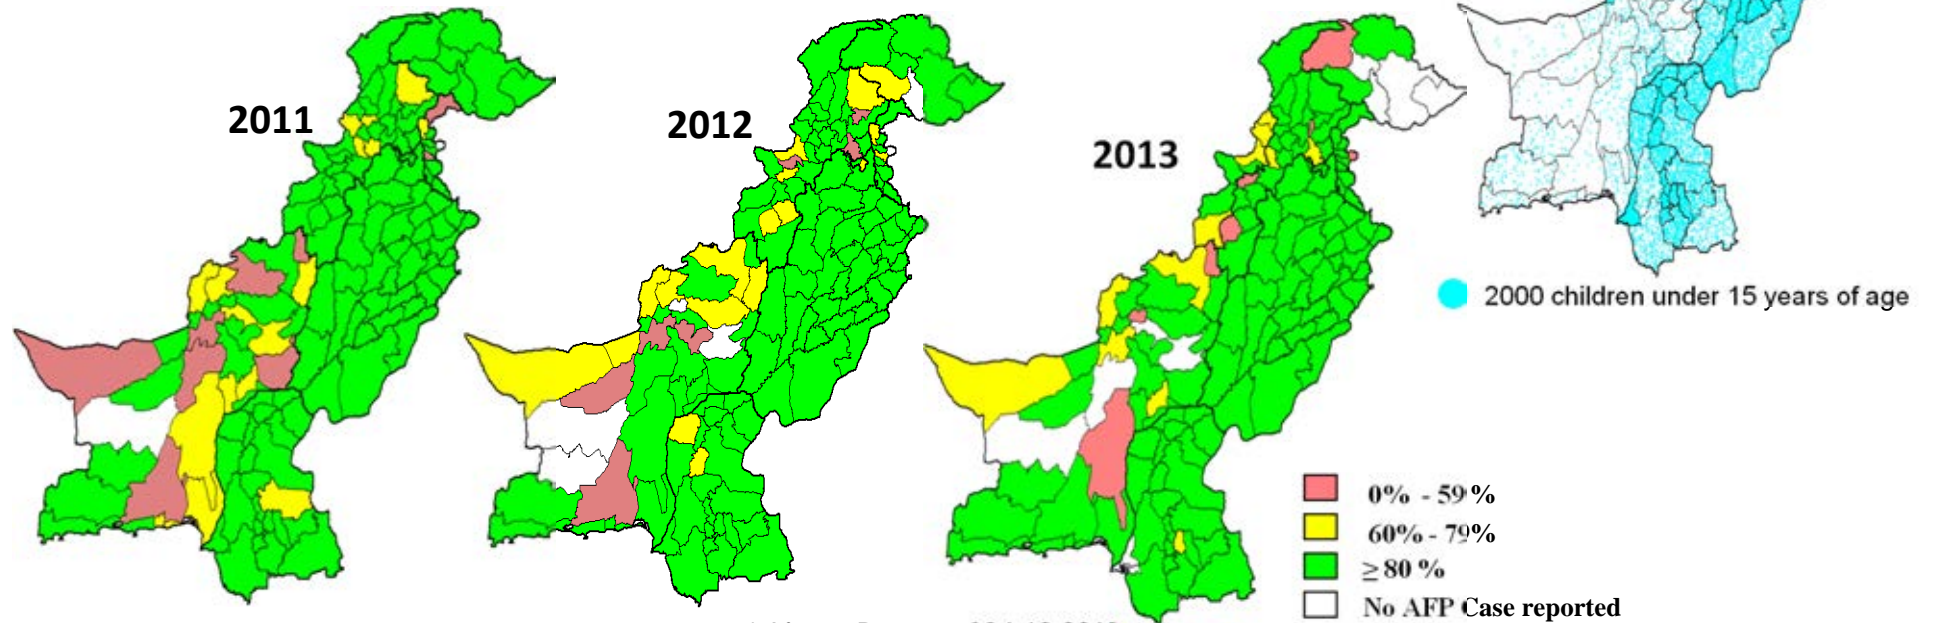 2011
2012
2013
2000 children under 15 years of age
0% - 59%
60% - 79%
≥ 80 %
No AFP Case reported